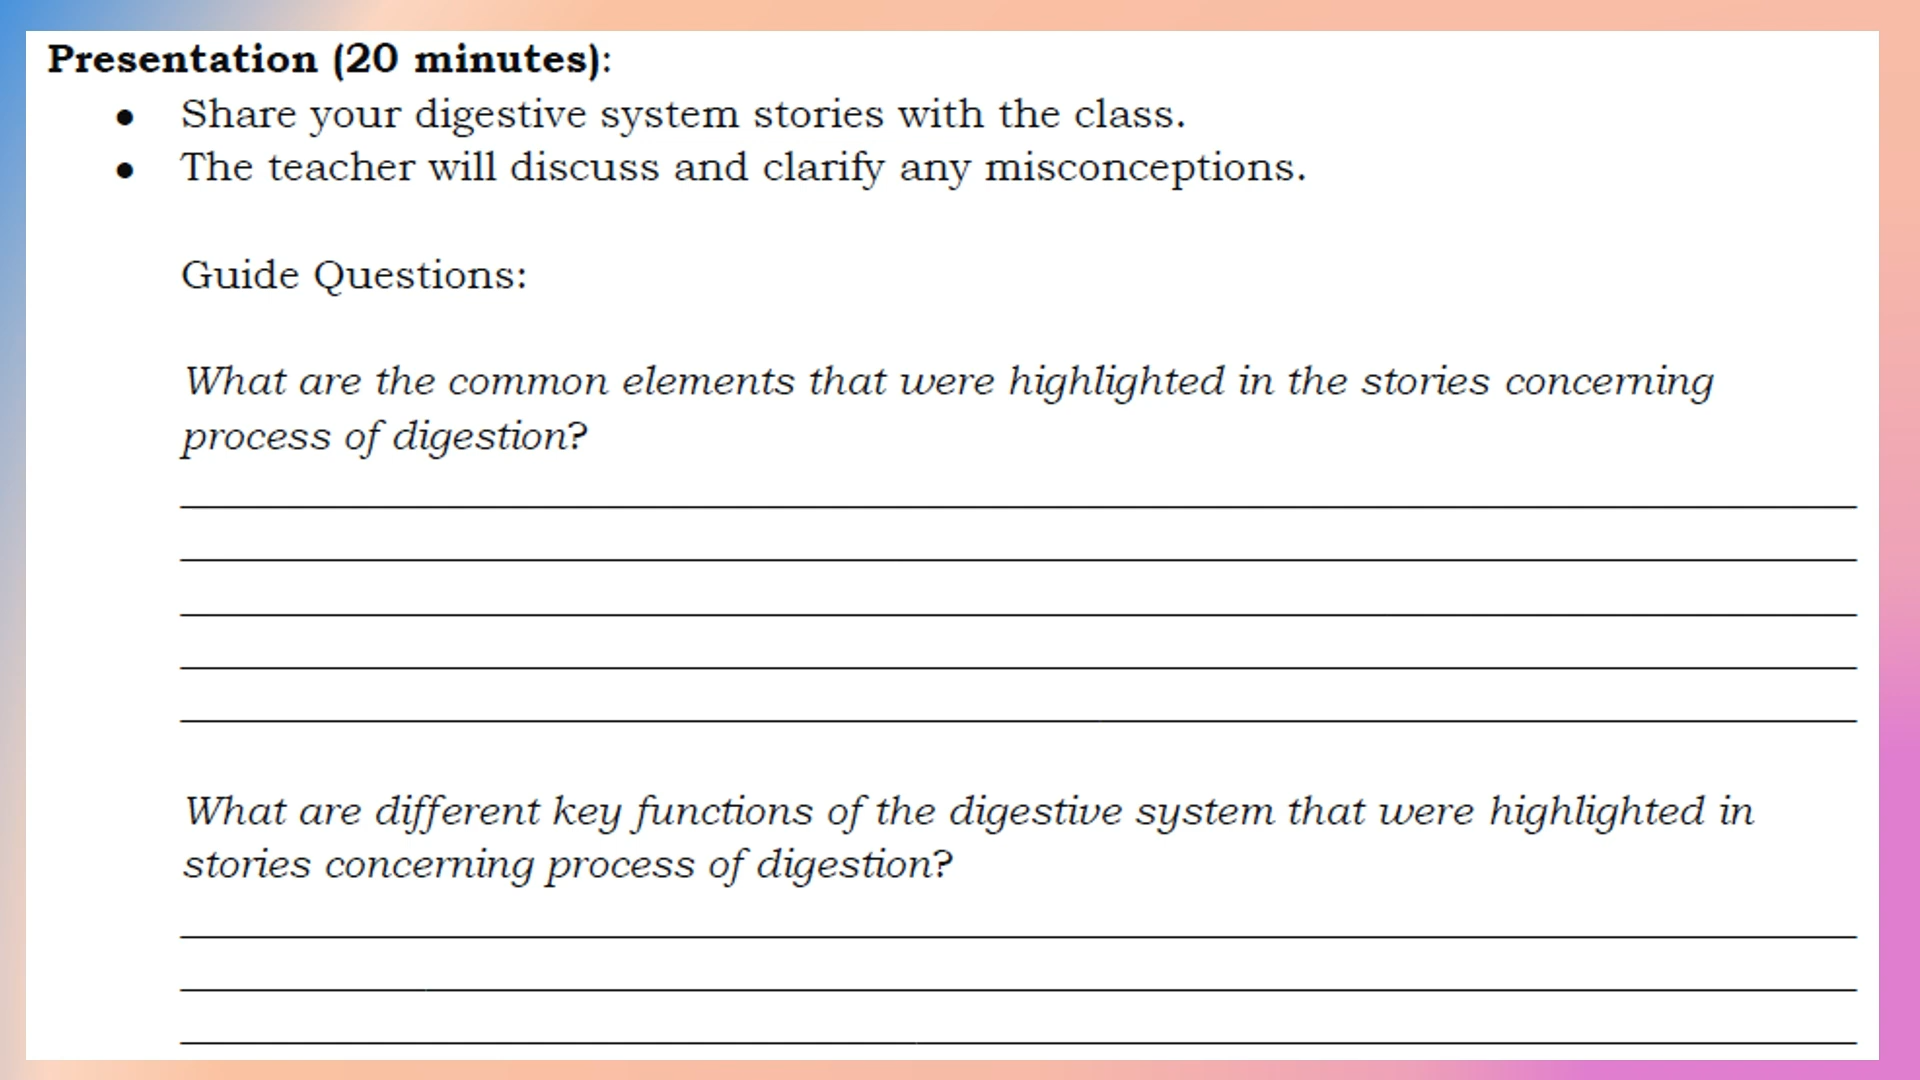 Presentation (20 minutes):
● Share your digestive system stories with the class.
● The teacher will discuss and clarify any misconceptions.
Guide Questions:
What are the common elements that were highlighted in the stories concerning
process of digestion?
What are different key functions of the digestive system that were highlighted in
stories concerning process of digestion?